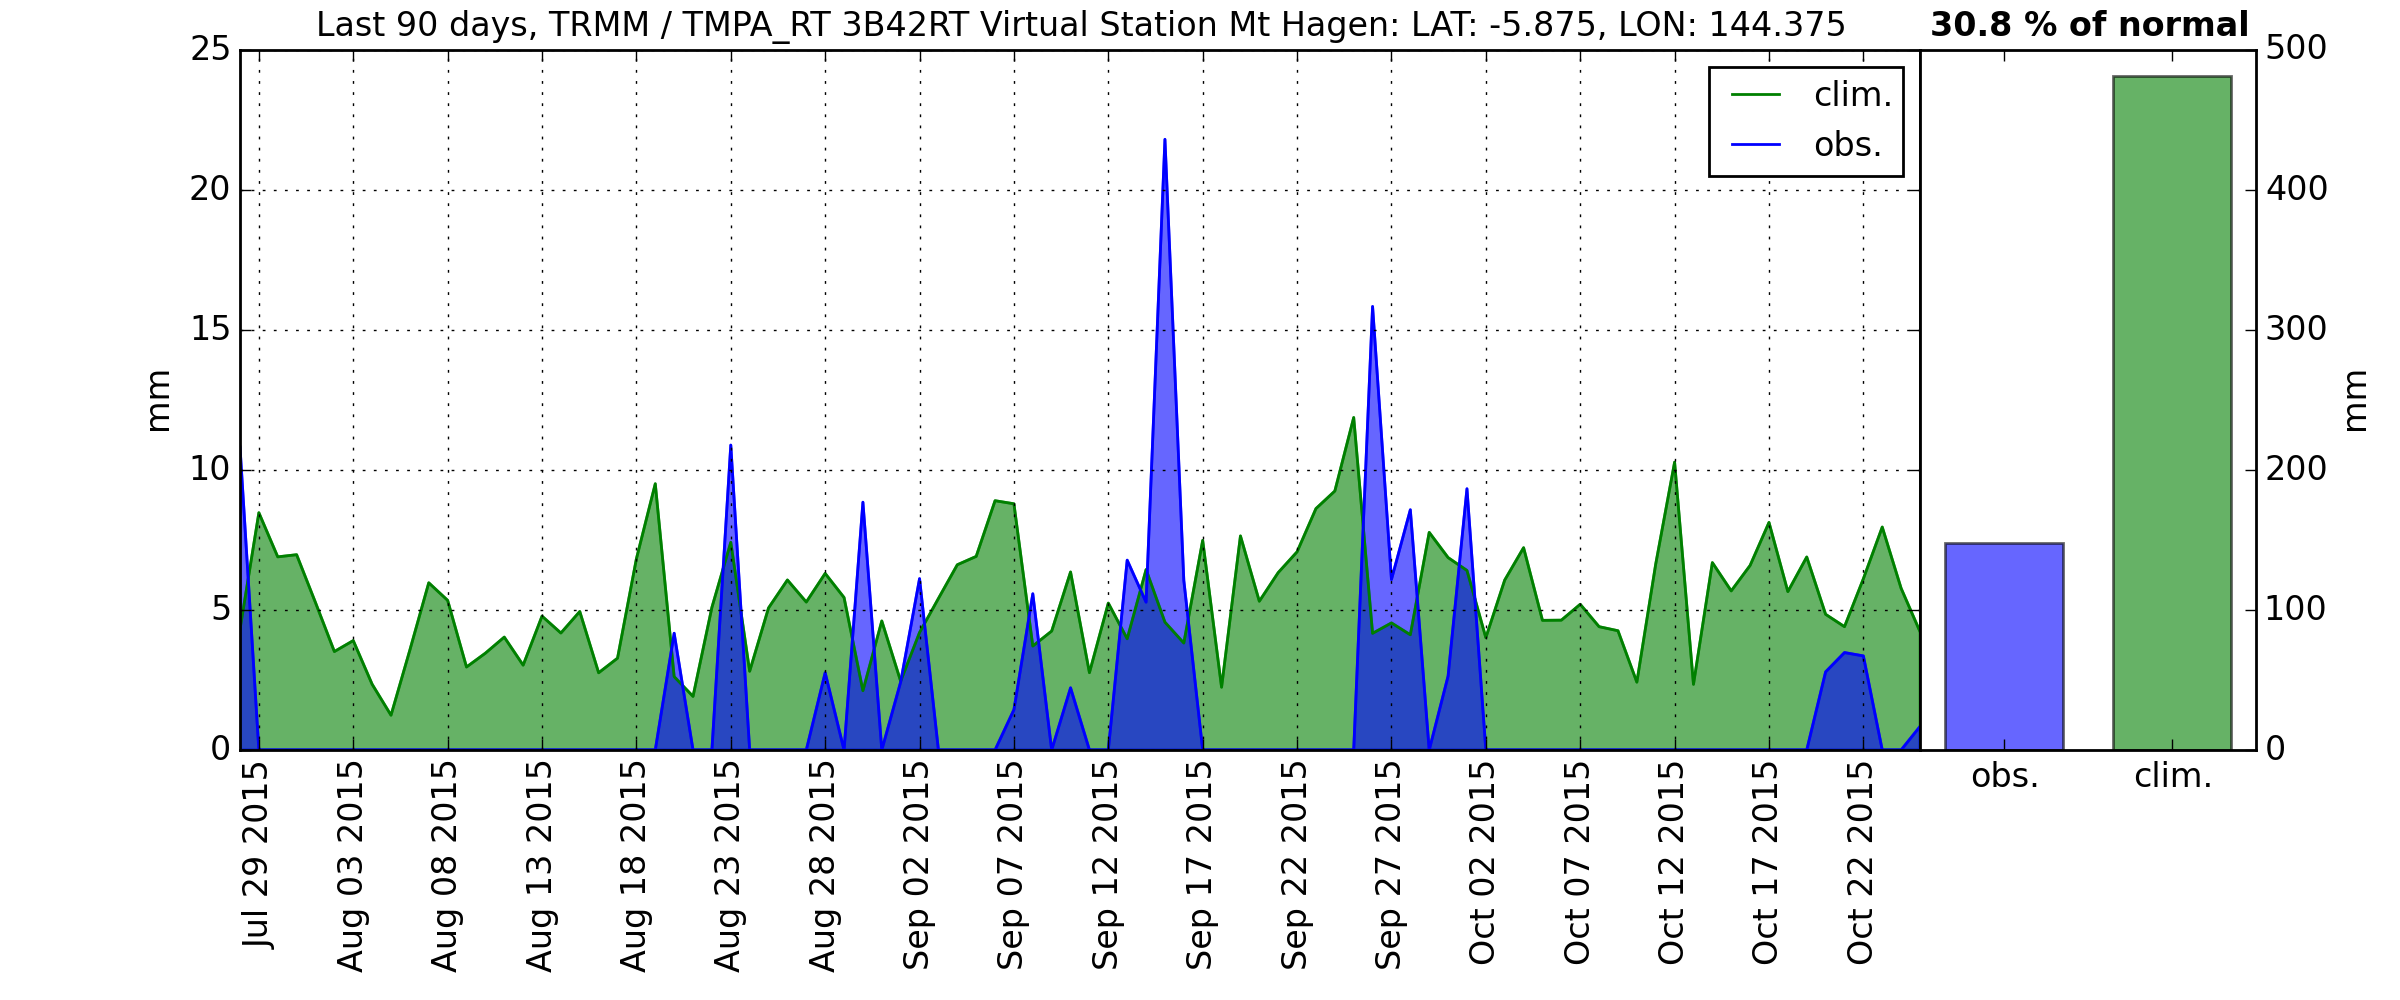 Last 90 days, TRMM / TMPA_RT 3B42RT Virtual Station Mt Hagen: LAT: -5.875, LON: 144.375
30.8 % of normal
25
20
15
10
5
0
mm
clim.
obs.
500
400
300
200
100
0
mm
obs.
clim.
Jul 29 2015
Aug 03 2015
Aug 08 2015
Aug 13 2015
Aug 18 2015
Aug 23 2015
Aug 28 2015
Sep 02 2015
Sep 07 2015
Sep 12 2015
Sep 17 2015
Sep 22 2015
Sep 27 2015
Oct 02 2015
Oct 07 2015
Oct 12 2015
Oct 17 2015
Oct 22 2015